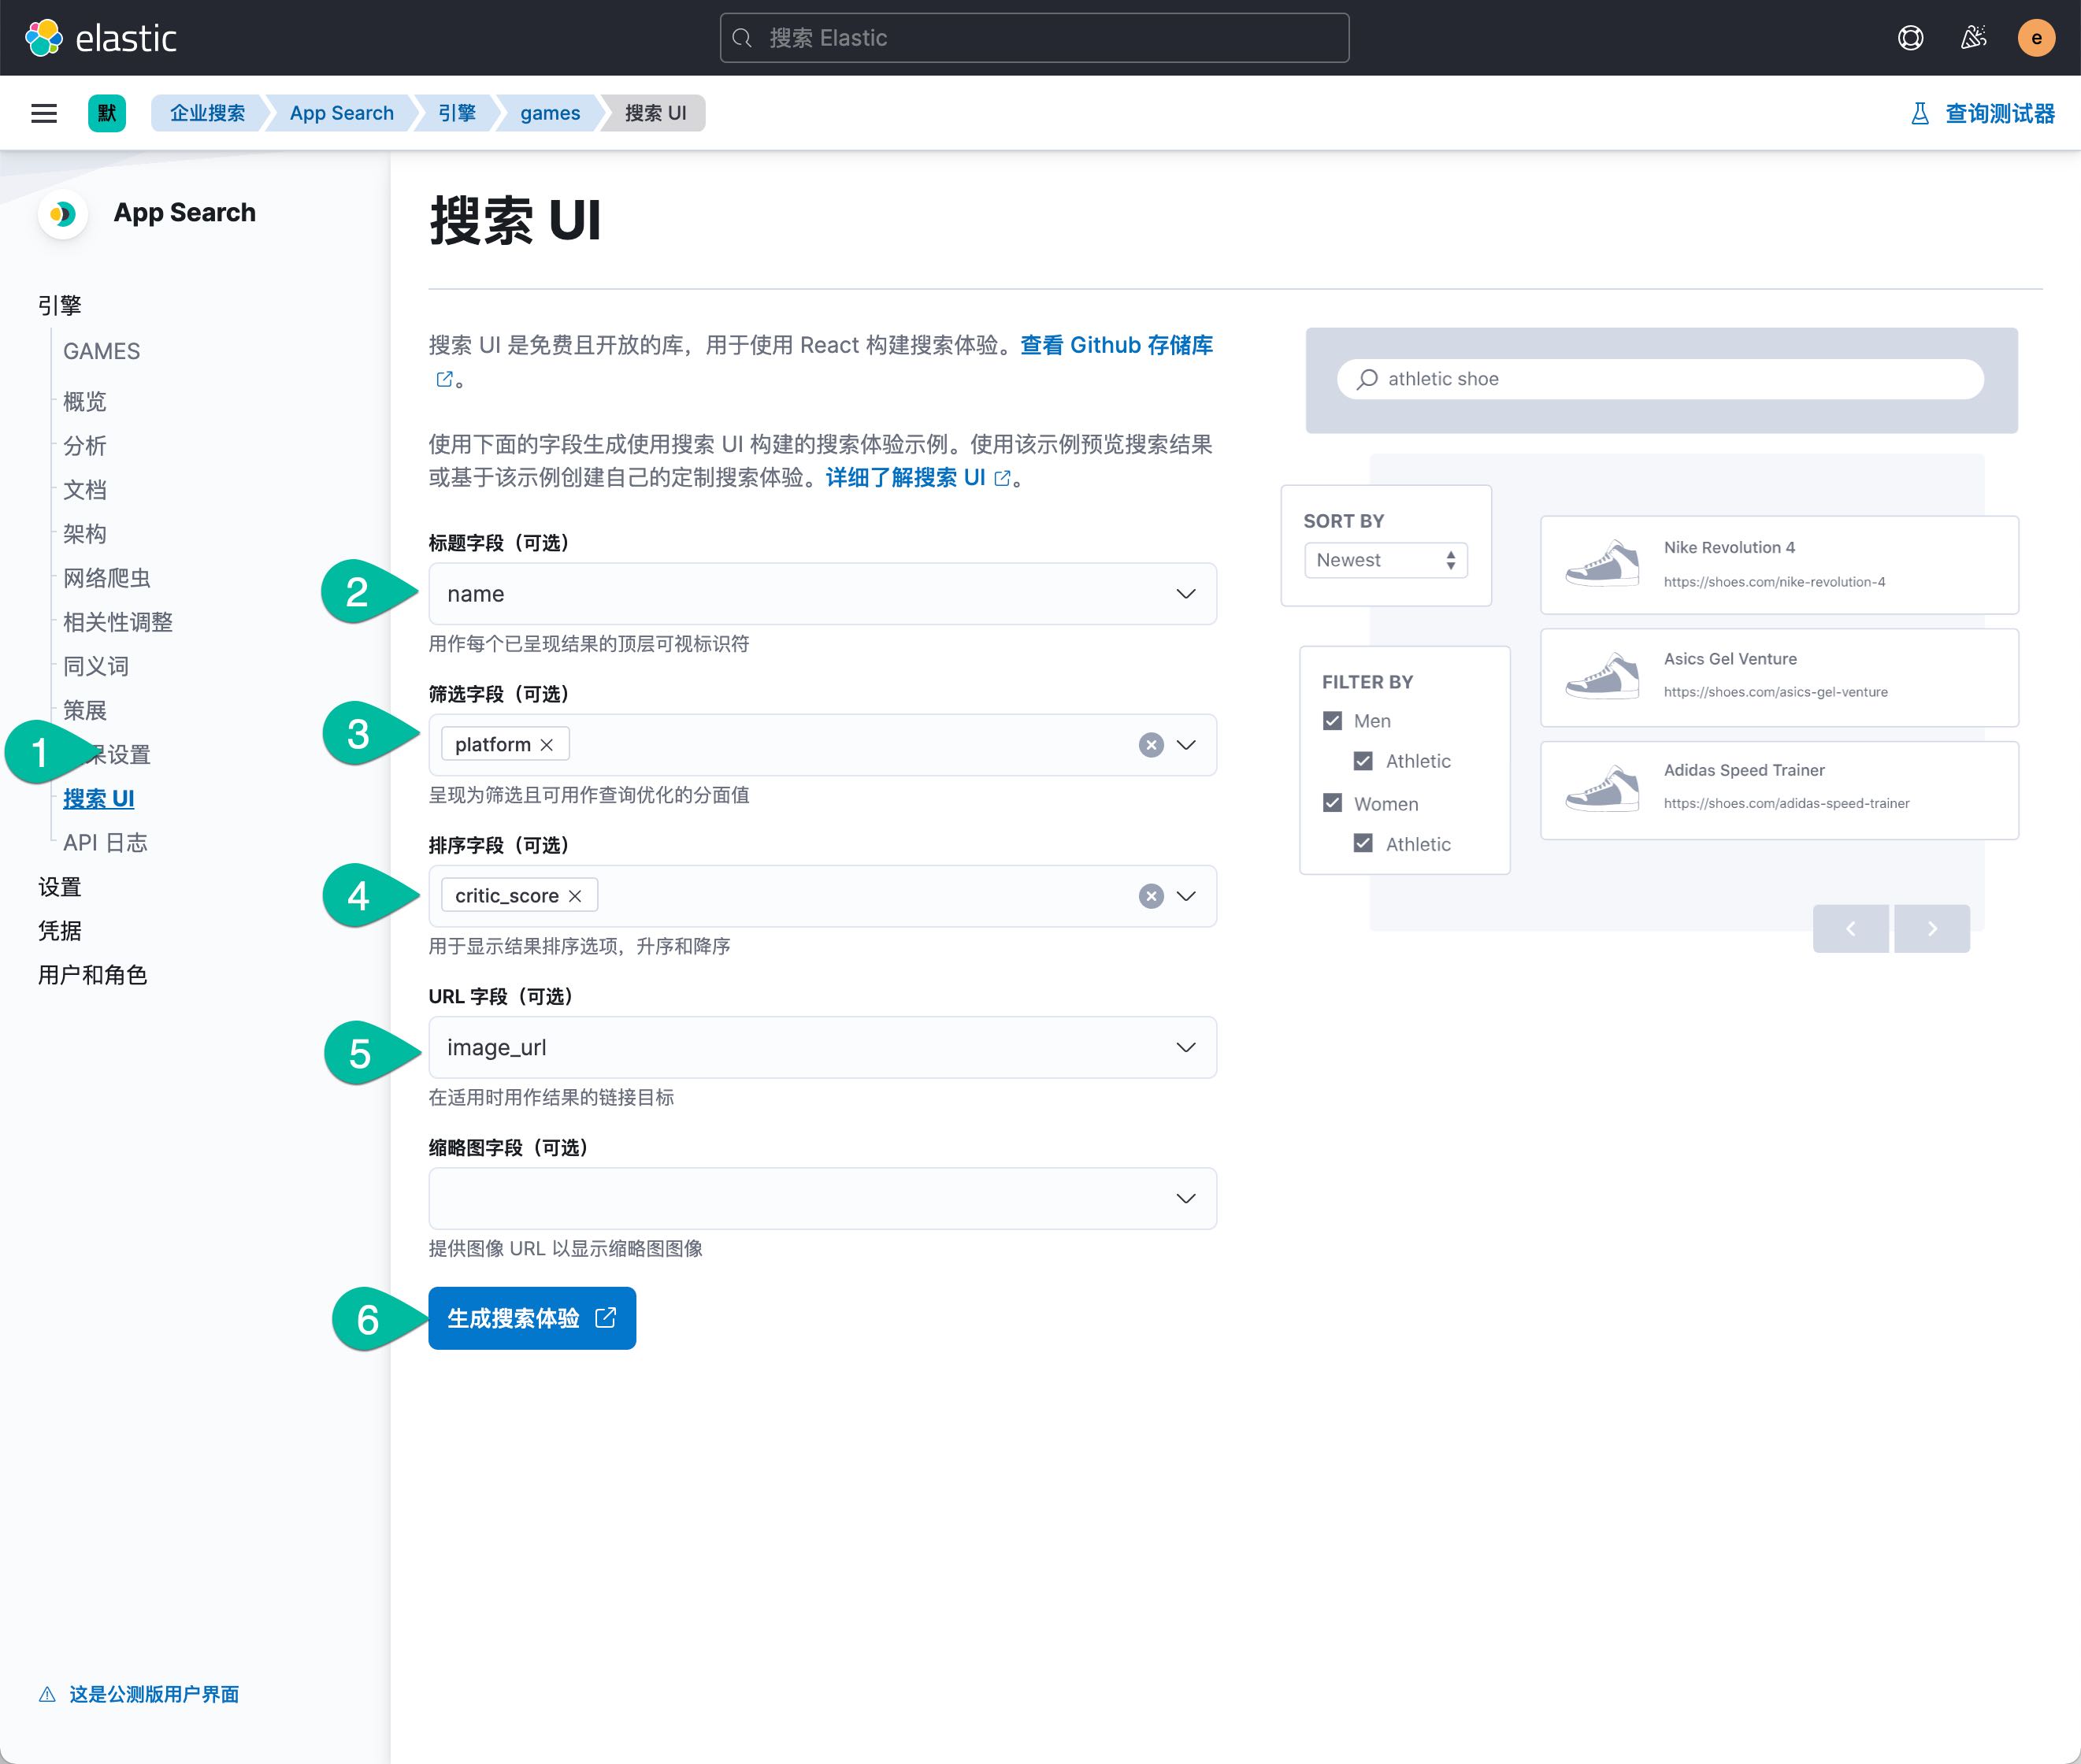 elastic
搜索 Elastic
e
默
企业搜索
App Search
引擎
games
搜索 UI
查询测试器
App Search
引擎
GAMES
概览
分析
文档
架构
网络爬虫
相关性调整
同义词
策展
1
果设置
搜索 UI
API 日志
设置
凭据
用户和角色
这是公测版用户界面
搜索 UI
搜索 UI 是免费且开放的库，用于使用 React 构建搜索体验。查看 Github 存储库
。
使用下面的字段生成使用搜索 UI 构建的搜索体验示例。使用该示例预览搜索结果
或基于该示例创建自己的定制搜索体验。详细了解搜索 UI 。
标题字段（可选）
2
name
用作每个已呈现结果的顶层可视标识符
筛选字段（可选）
3
platform
呈现为筛选且可用作查询优化的分面值
排序字段（可选）
4
critic_score
用于显示结果排序选项，升序和降序
URL 字段（可选）
5
image_url
在适用时用作结果的链接目标
缩略图字段（可选）
提供图像 URL 以显示缩略图图像
6
生成搜索体验
athletic shoe
SORT BY
Newest
FILTER BY
Men
Athletic
Women
Athletic
Nike Revolution 4
https://shoes.com/nike-revolution-4
Asics Gel Venture
https://shoes.com/asics-gel-venture
Adidas Speed Trainer
https://shoes.com/adidas-speed-trainer